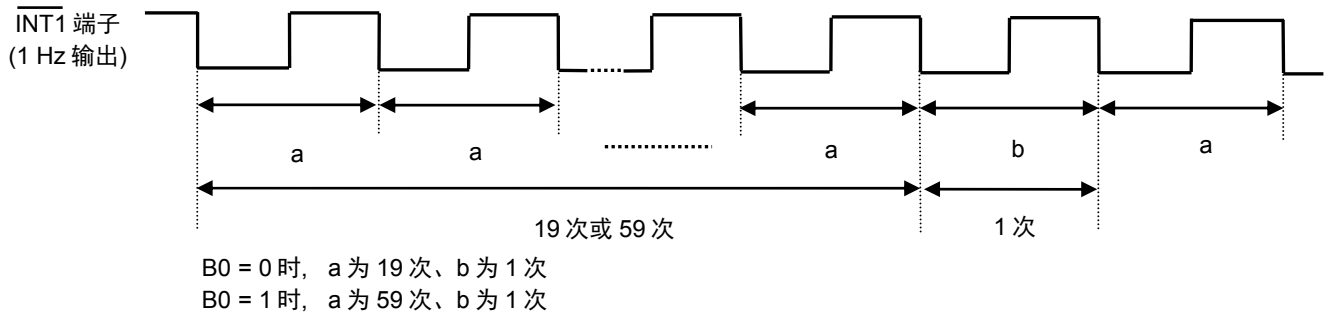 INT1 端子
(1 Hz 输出)
a
a
a
b
a
19 次或 59 次
1 次
B0 = 0 时, a 为 19 次、b 为 1 次
B0 = 1 时, a 为 59 次、b 为 1 次